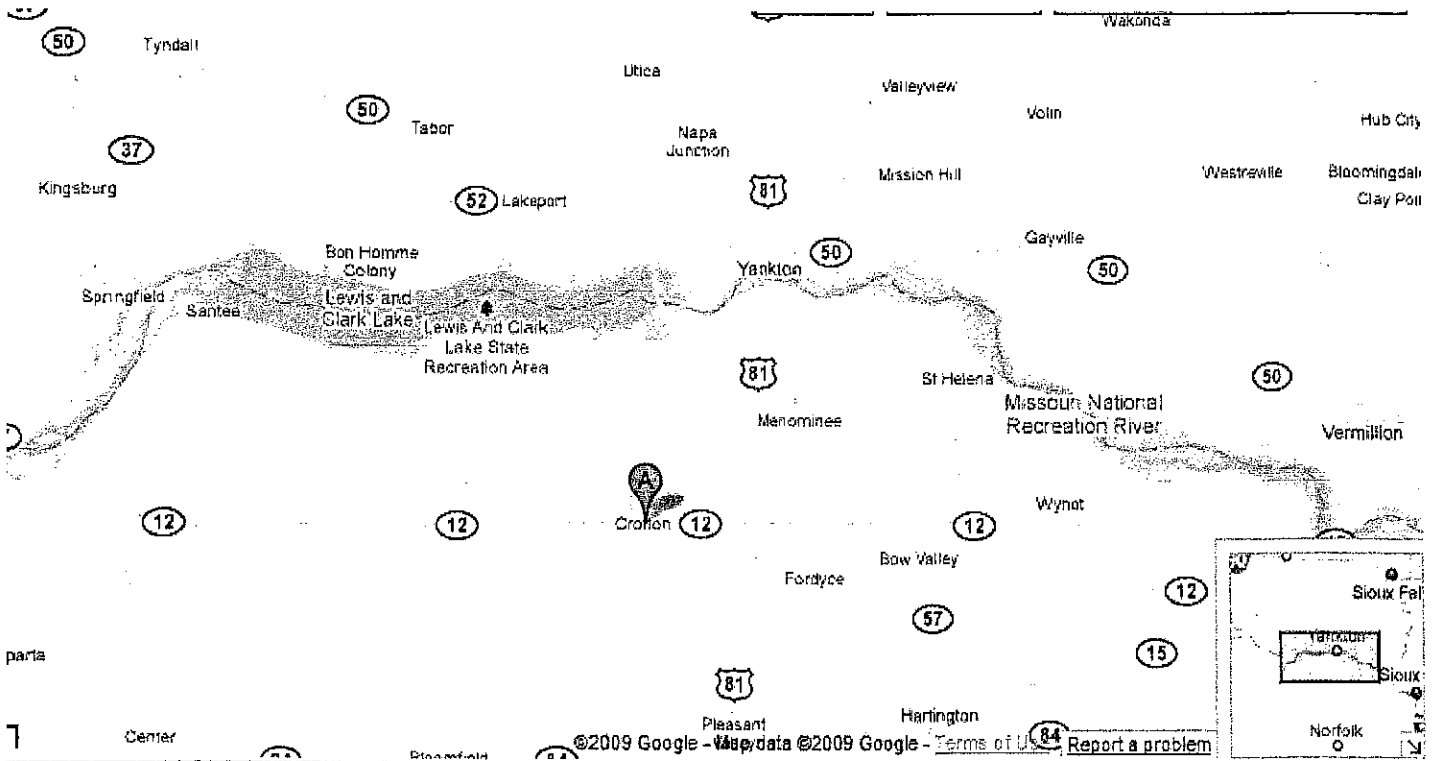 Wakonda
50
Tyndall
Utica
Valleyview
50
Tabor
Volin
Hub City
Napa
Junction
37
Kingsburg
52
Lakeport
81
Mission Hill
Westreville
Bloomingdal
Clay Poi
Bon Homme
Colony
Gayville
50
50
Yankton
Springfield
Santee
Lewis and
Clark Lake
Lewis And Clark
Lake State
Recreation Area
81
St Helena
50
Missouri National
Recreation River
Menominee
Vermillion
A
12
12
Crofton
12
12
Wynot
Bow Valley
Fordyce
57
12
15
Sioux Fal
Yankton
Sioux
Norfolk
parta
81
Center
Pleasant
Hartington
84
©2009 Google - Map data ©2009 Google - Terms of Us
Report a problem